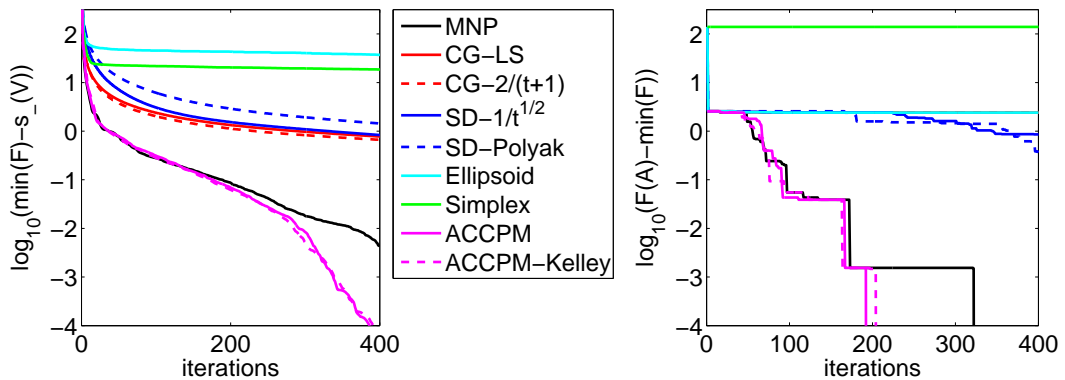 log10(min(F)−s_(V))
2
1
0
−1
−2
−3
−4
0
200
400
iterations
MNP
CG−LS
CG−2/(t+1)
SD−1/t^1/2
SD−Polyak
Ellipsoid
Simplex
ACCPM
ACCPM−Kelley
log10(F(A)−min(F))
2
1
0
−1
−2
−3
−4
0
100
200
300
400
iterations